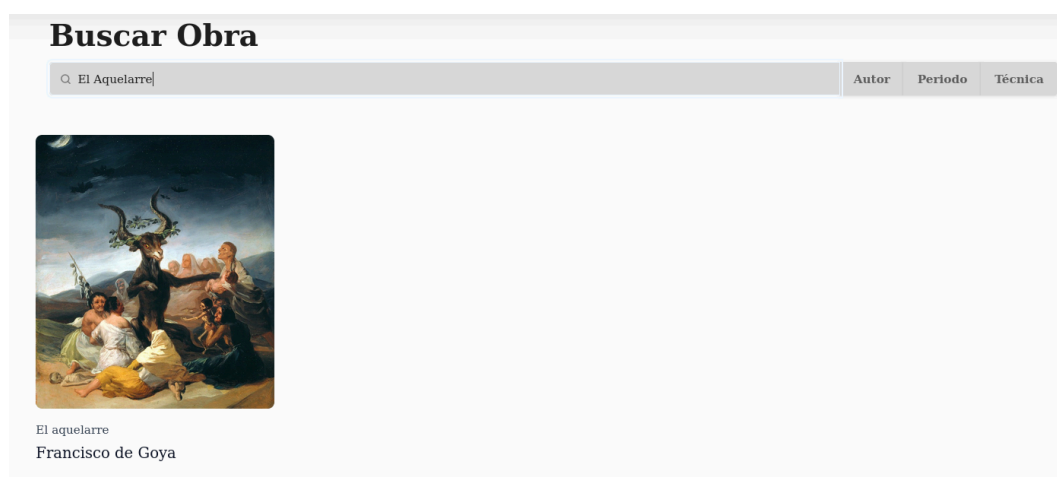 Buscar Obra
El Aquelarre
Autor Periodo Técnica
El aquelarre
Francisco de Goya